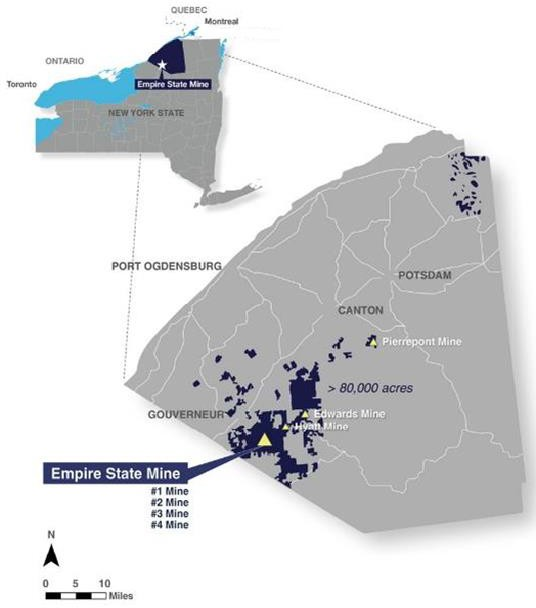 QUEBEC
Montreal
ONTARIO
Toronto
Empire State Mine
NEW YORK STATE
PORT OGDENSBURG
POTSDAM
CANTON
Pierrepont Mine
> 80,000 acres
GOUVERNEUR
Edwards Mine
Hyatt Mine
Empire State Mine
#1 Mine
#2 Mine
#3 Mine
#4 Mine
N
0 5 10
Miles